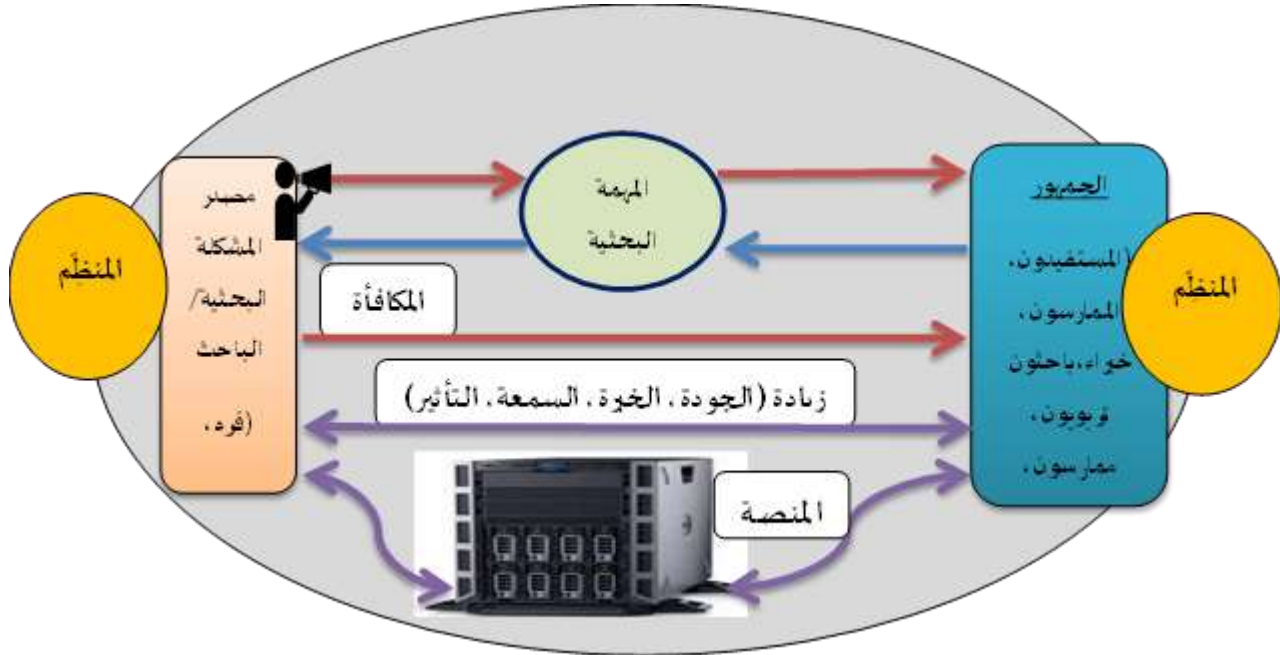 المنظِّم
الجمهور
(المستفيدون،
الممارسون،
خبراء،باحثون
تربويون،
ممارسون،
المهمة
البحثية
المكافأة
زيادة (الجودة، الخبرة، السمعة، التأثير)
المنصة
مصدر
المشكلة
البحثية/
الباحث
(فرد،
المنظِّم